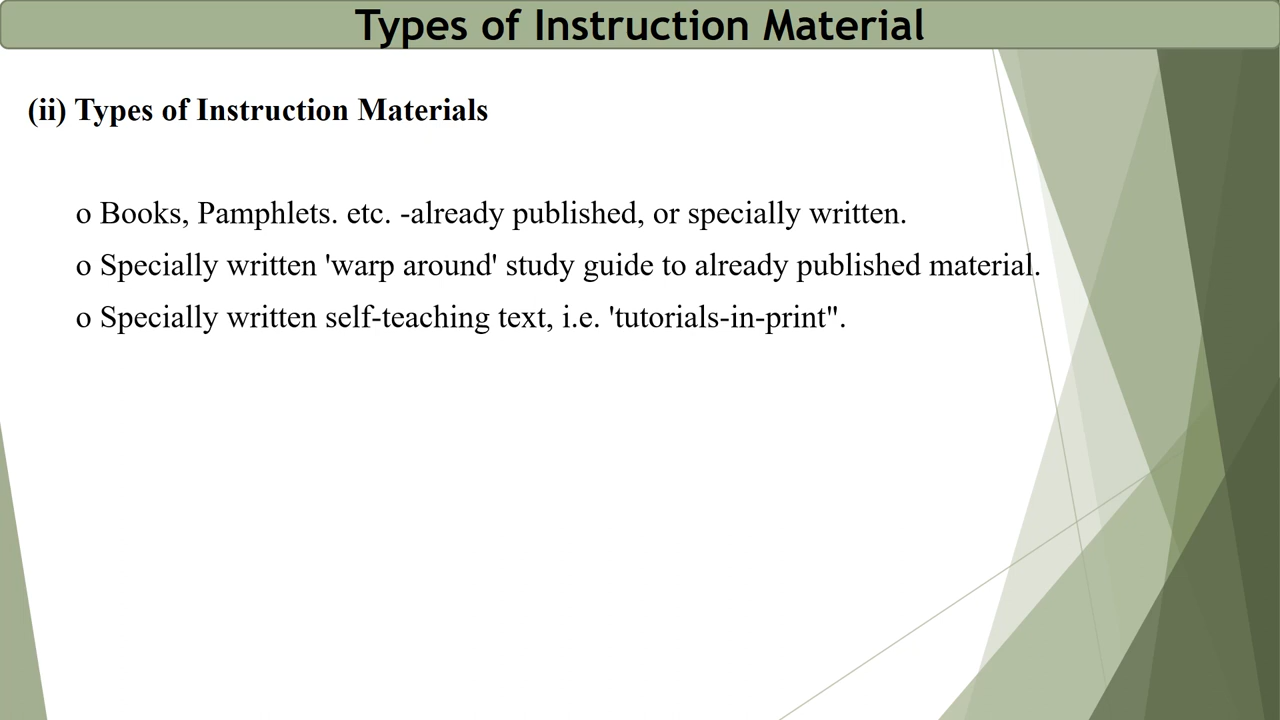 Types of Instruction Material
(ii) Types of Instruction Materials
o Books, Pamphlets. etc. -already published, or specially written.
o Specially written 'warp around' study guide to already published material.
o Specially written self-teaching text, i.e. 'tutorials-in-print".